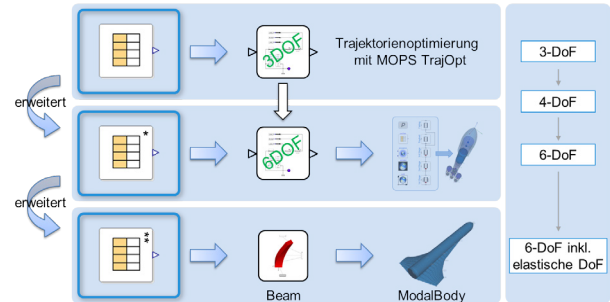 3DOF
Trajektorienoptimierung
mit MOPS TrajOpt
erweitert
*
6DOF
erweitert
**
Beam
ModalBody
3-DoF
4-DoF
6-DoF
6-DoF inkl.
elastische DoF